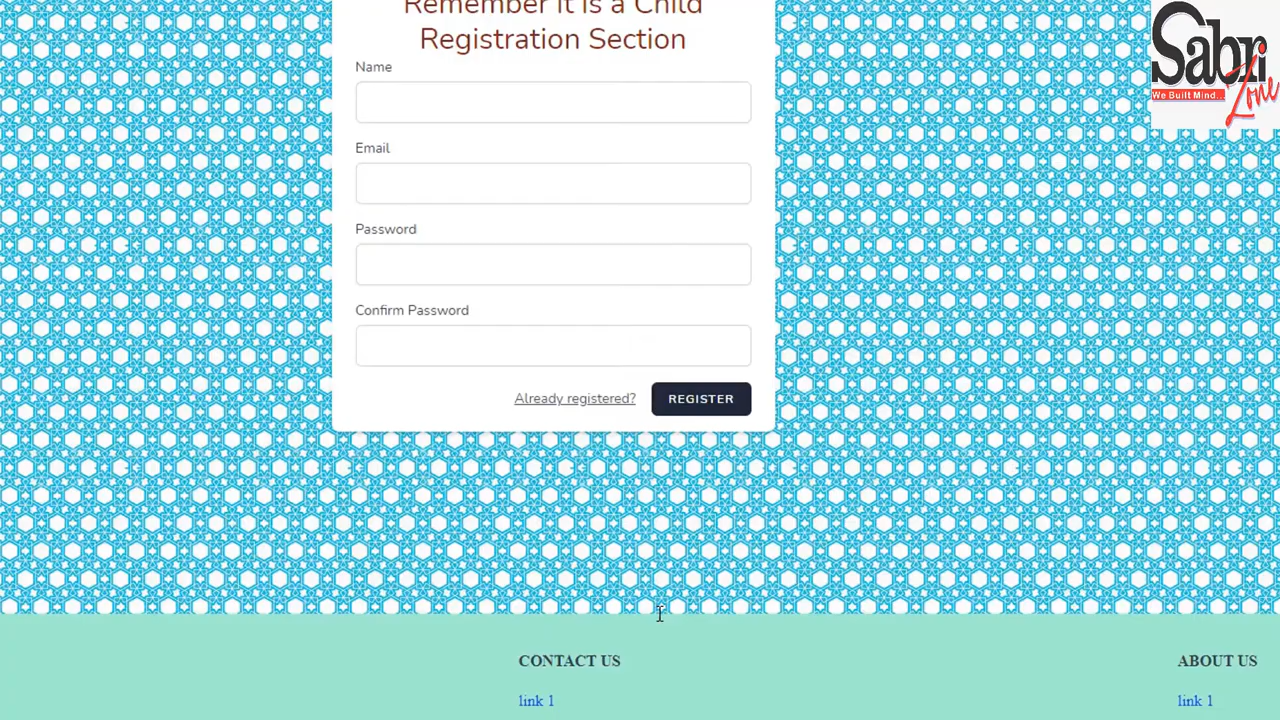 Remember It is a Child
Registration Section
Name
Email
Password
Confirm Password
Already registered? REGISTER
CONTACT US
link 1
ABOUT US
link 1
Sabri
We Built Mind...
Zone